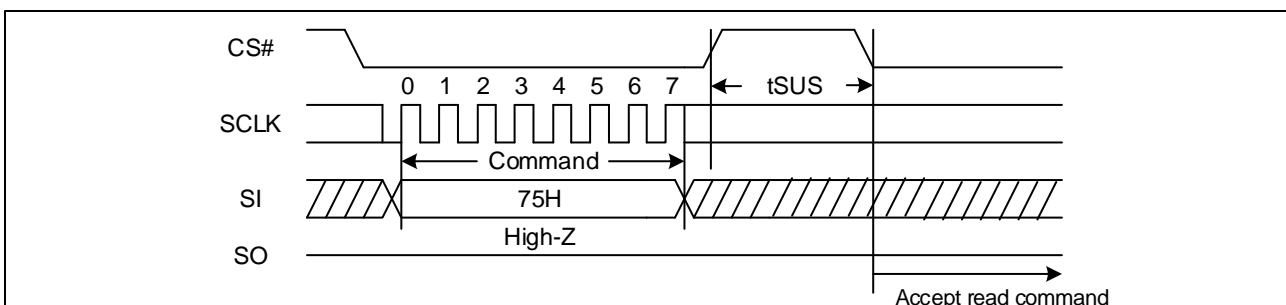 CS#
tSUS
0 1 2 3 4 5 6 7
SCLK
Command
SI
75H
High-Z
SO
Accept read command